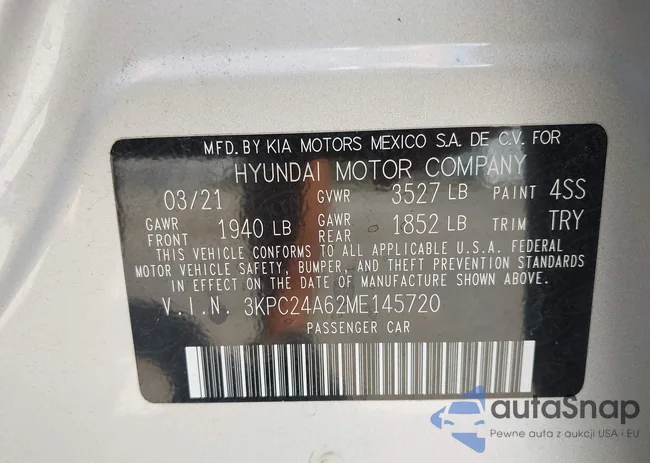 MFD. BY KIA MOTORS MEXICO S.A. DE C.V. FOR
HYUNDAI MOTOR COMPANY
03/21 GVWR 3527 LB PAINT 4SS
GAWR FRONT 1940 LB GAWR REAR 1852 LB TRIM TRY
THIS VEHICLE CONFORMS TO ALL APPLICABLE U.S.A. FEDERAL
MOTOR VEHICLE SAFETY, BUMPER, AND THEFT PREVENTION STANDARDS
IN EFFECT ON THE DATE OF MANUFACTURE SHOWN ABOVE.
V.I.N. 3KPC24A62ME145720
PASSENGER CAR
autaSnap
Pewne auta z aukcji USA i EU